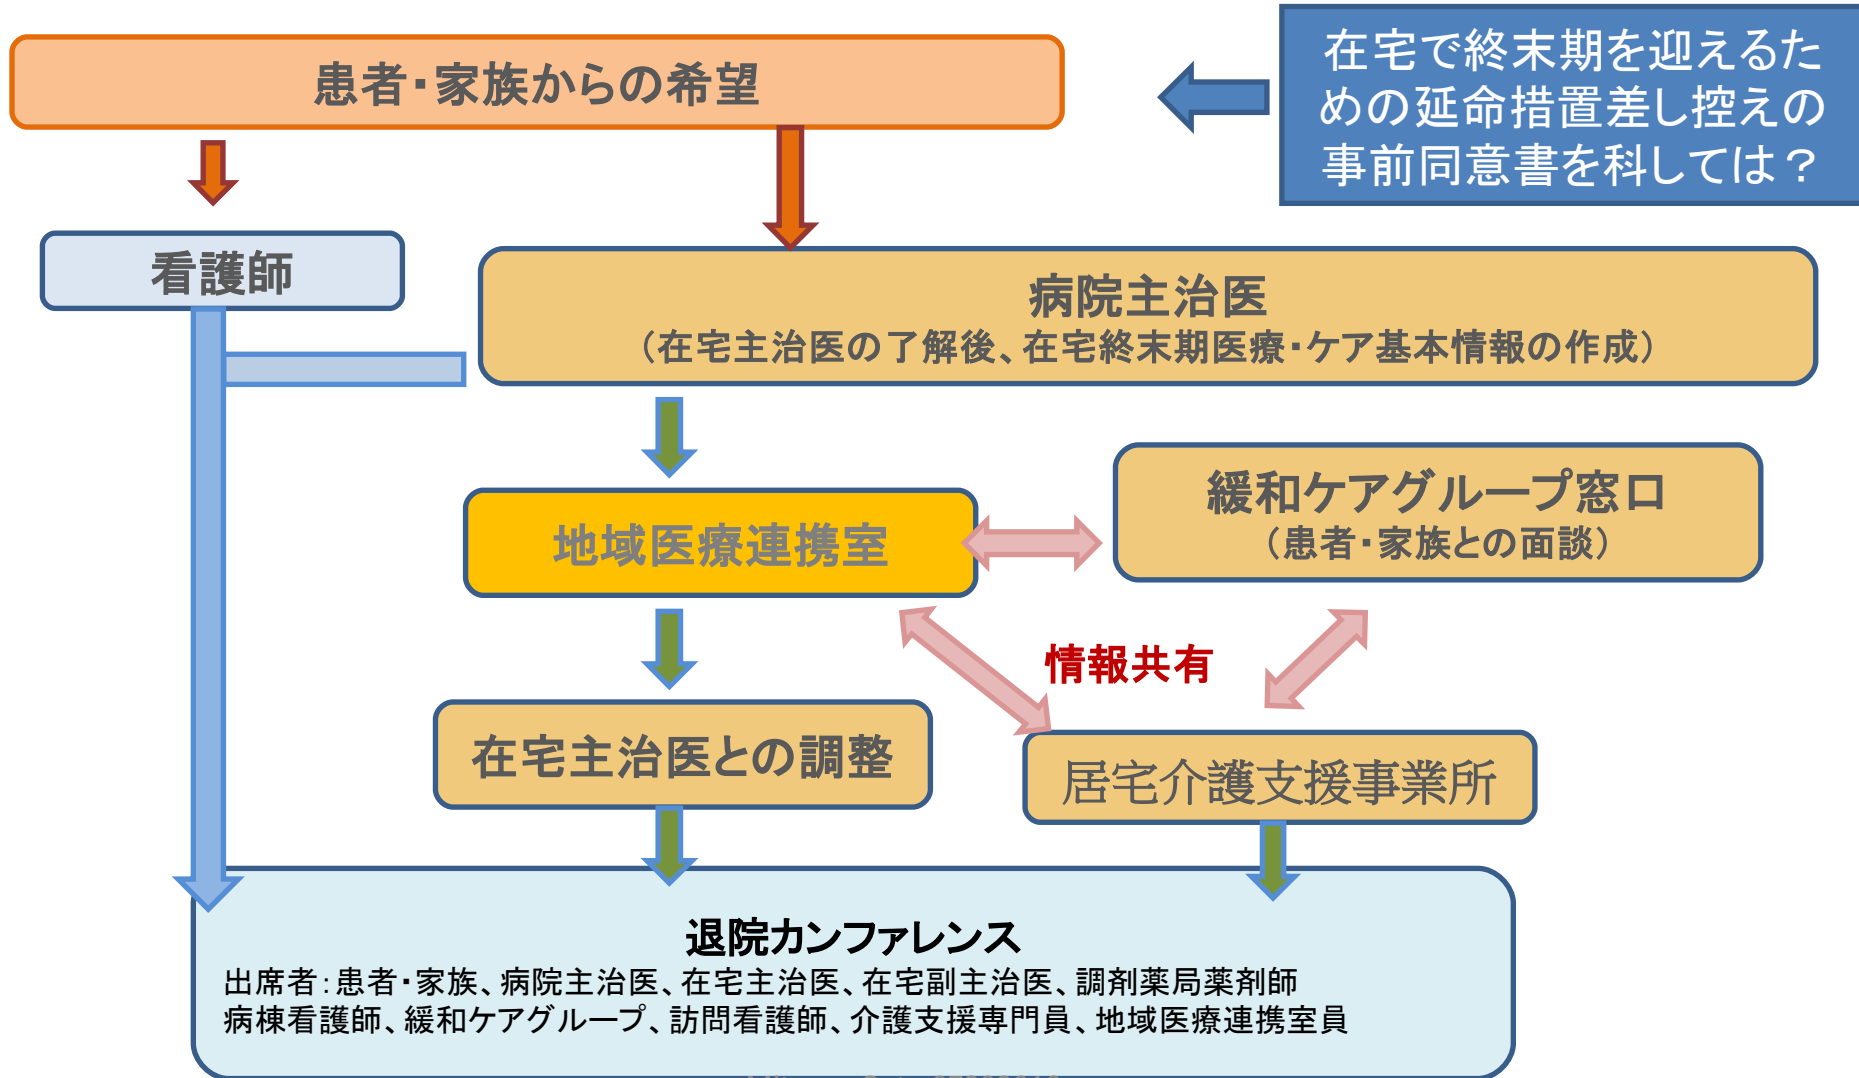 患者・家族からの希望
在宅で終末期を迎えるた
めの延命措置差し控えの
事前同意書を科しては？
看護師
病院主治医
（在宅主治医の了解後、在宅終末期医療・ケア基本情報の作成）
地域医療連携室
緩和ケアグループ窓口
（患者・家族との面談）
情報共有
在宅主治医との調整
居宅介護支援事業所
退院カンファレンス
出席者：患者・家族、病院主治医、在宅主治医、在宅副主治医、調剤薬局薬剤師
病棟看護師、緩和ケアグループ、訪問看護師、介護支援専門員、地域医療連携室員